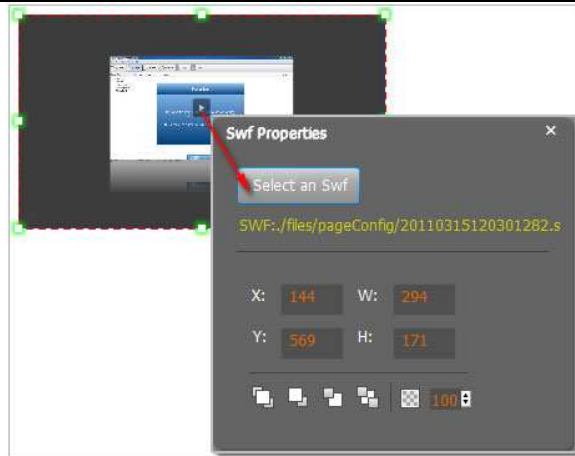 Swf Properties ×
Select an Swf
SWF:./files/pageConfig/20110315120301282.s
X: 144 W: 294
Y: 569 H: 171
100